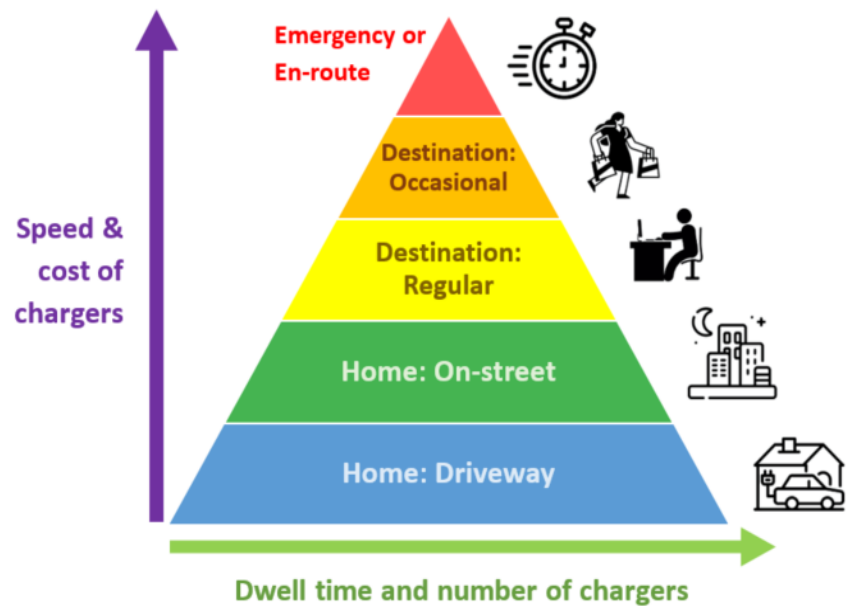 Emergency or
En-route
Destination:
Occasional
Destination:
Regular
Home: On-street
Home: Driveway
Speed &
cost of
chargers
Dwell time and number of chargers